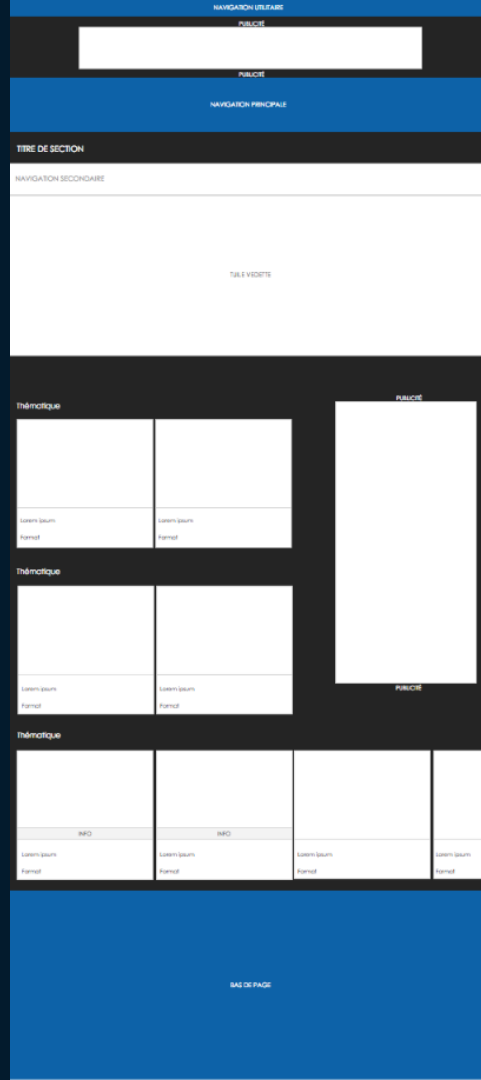 NAVIGATION UTILITAIRE
PUBLICITÉ
PUBLICITÉ
NAVIGATION PRINCIPALE
TITRE DE SECTION
NAVIGATION SECONDAIRE
TUILE VEDETTE
PUBLICITÉ
Thématique
Lorem ipsum
Format
Lorem ipsum
Format
Thématique
Lorem ipsum
Format
Lorem ipsum
Format
PUBLICITÉ
Thématique
INFO
Lorem ipsum
Format
INFO
Lorem ipsum
Format
Lorem ipsum
Format
Lorem ipsum
Format
BAS DE PAGE